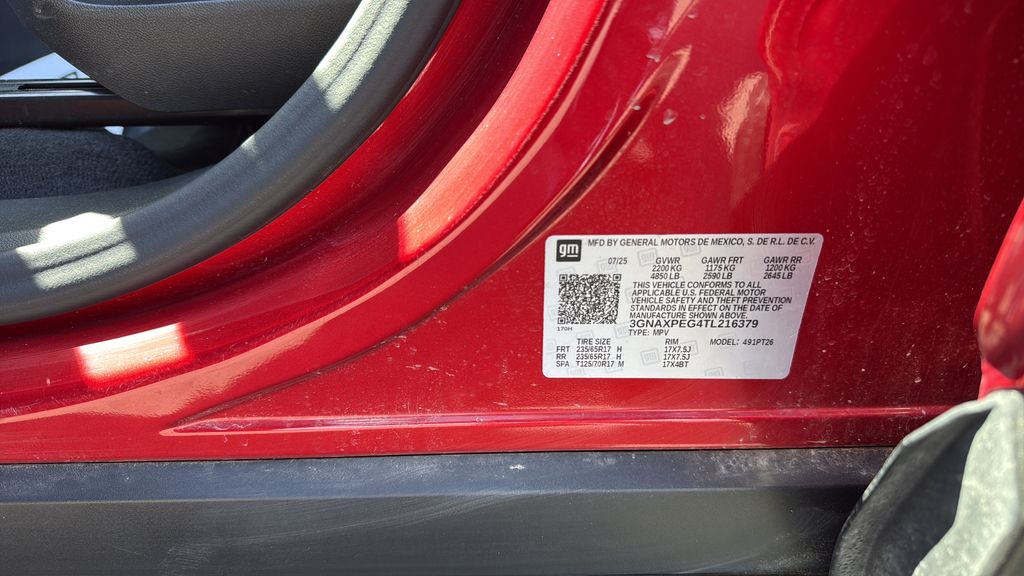 gm MFD BY GENERAL MOTORS DE MEXICO, S. DE R.L. DE C.V.
07/25 GVWR GAWR FRT GAWR RR
2200 KG 1175 KG 1200 KG
4850 LB 2590 LB 2645 LB
THIS VEHICLE CONFORMS TO ALL
APPLICABLE U.S. FEDERAL MOTOR
VEHICLE SAFETY AND THEFT PREVENTION
STANDARDS IN EFFECT ON THE DATE OF
MANUFACTURE SHOWN ABOVE.
170H 3GNAXPEG4TL216379
TYPE: MPV
TIRE SIZE RIM MODEL: 491PT26
FRT 235/65R17 H 17X7.5J
RR 235/65R17 H 17X7.5J
SPA T125/70R17 M 17X4BT